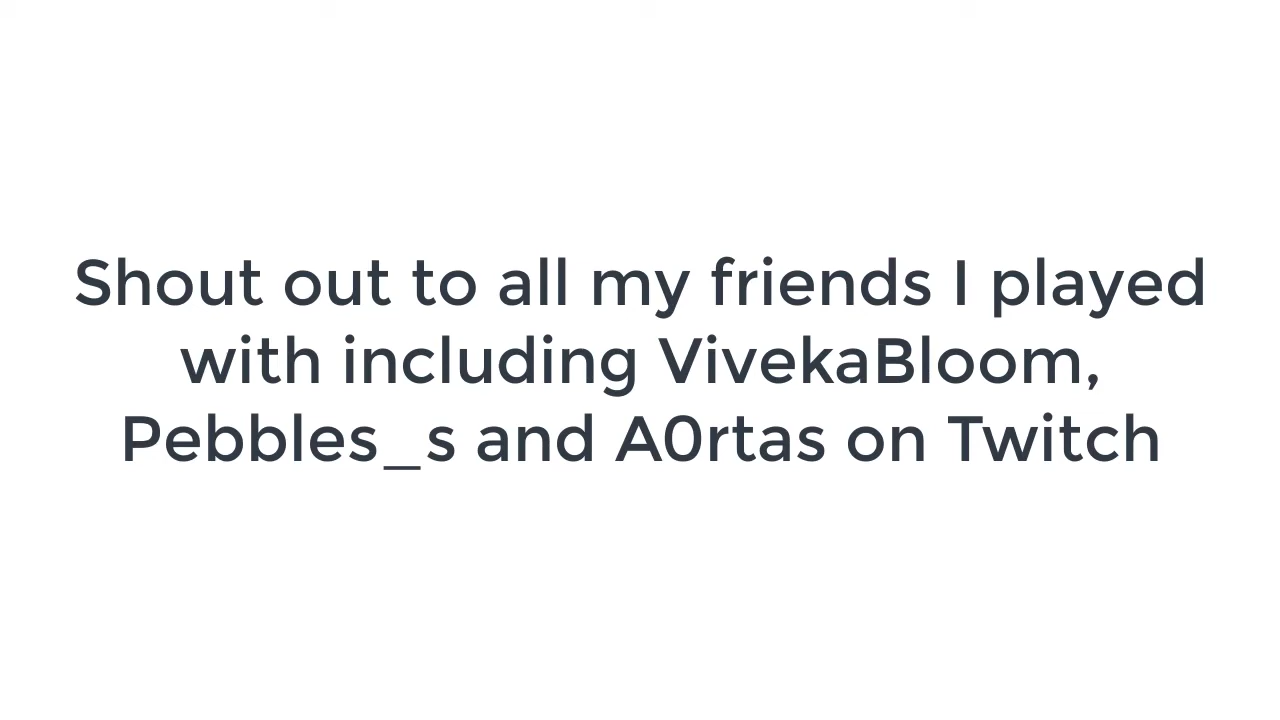 Shout out to all my friends I played
with including VivekaBloom,
Pebbles_s and A0rtas on Twitch